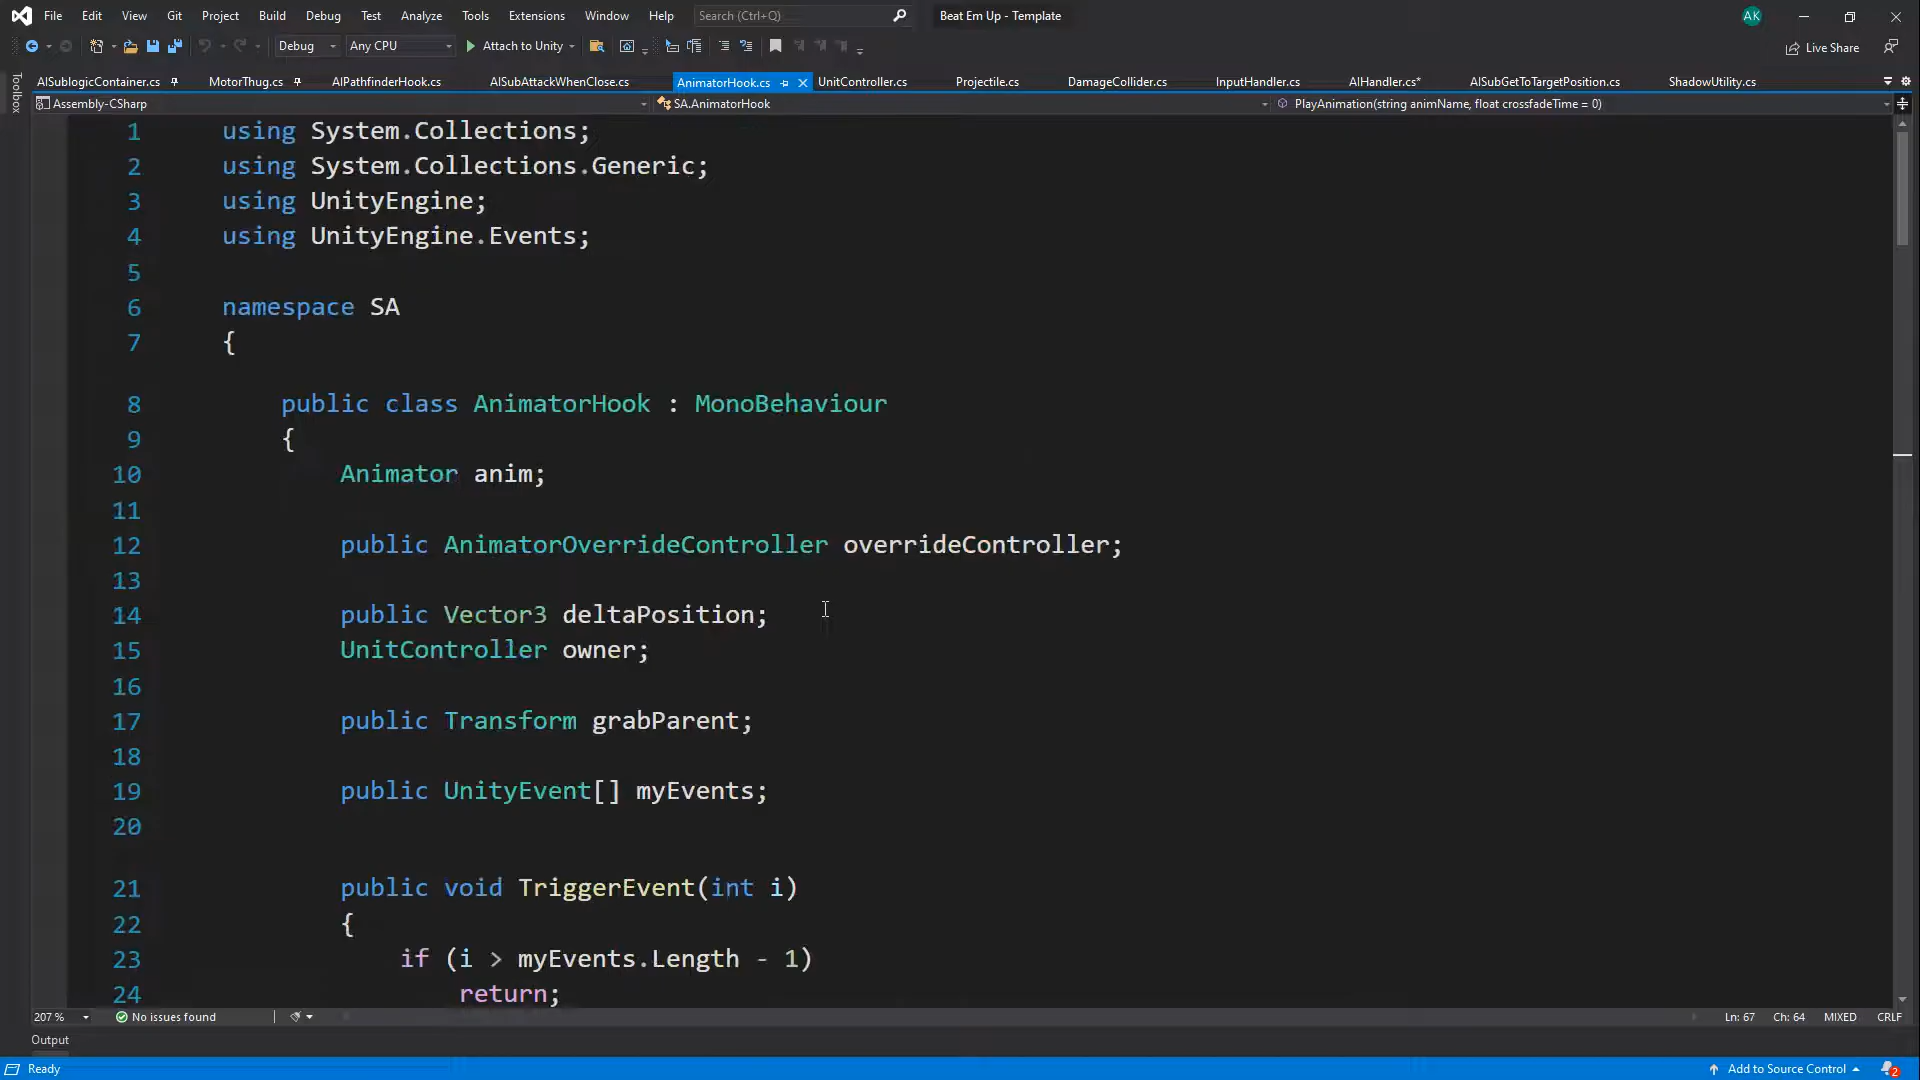 File Edit View Git Project Build Debug Test Analyze Tools Extensions Window Help Search (Ctrl+Q) Beat Em Up - Template AK
Debug Any CPU Attach to Unity Live Share
AISublogicContainer.cs MotorThug.cs AIPathfinderHook.cs AISubAttackWhenClose.cs AnimatorHook.cs UnitController.cs Projectile.cs DamageCollider.cs InputHandler.cs AIHandler.cs* AISubGetToTargetPosition.cs ShadowUtility.cs
Toolbox
Assembly-CSharp SA.AnimatorHook PlayAnimation(string animName, float crossfadeTime = 0)
1 using System.Collections;
2 using System.Collections.Generic;
3 using UnityEngine;
4 using UnityEngine.Events;
5
6 namespace SA
7 {
8 public class AnimatorHook : MonoBehaviour
9 {
10 Animator anim;
11
12 public AnimatorOverrideController overrideController;
13
14 public Vector3 deltaPosition;
15 UnitController owner;
16
17 public Transform grabParent;
18
19 public UnityEvent[] myEvents;
20
21 public void TriggerEvent(int i)
22 {
23 if (i > myEvents.Length - 1)
24 return;
207 % No issues found Ln: 67 Ch: 64 MIXED CRLF
Output
Ready Add to Source Control 2